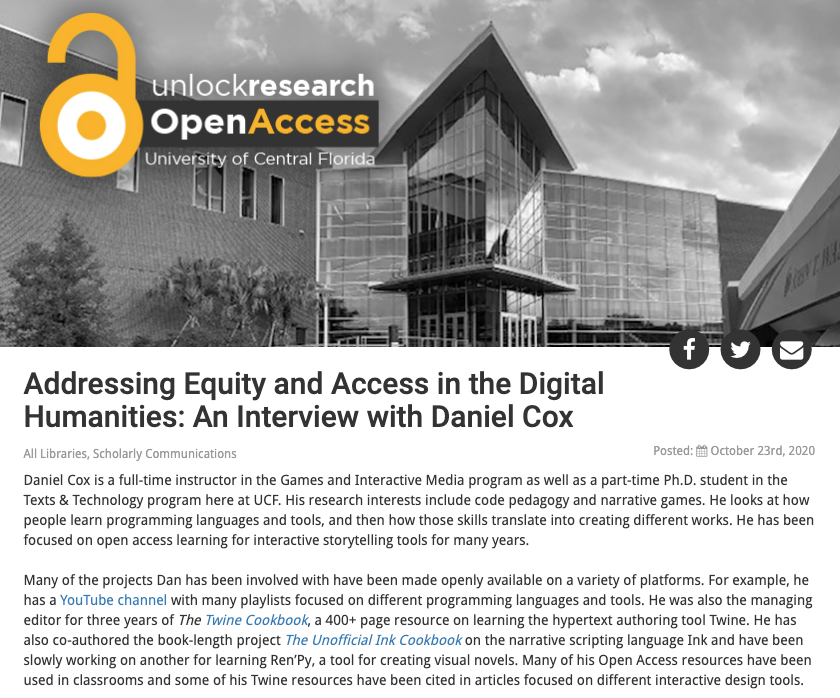 unlockresearch
OpenAccess
University of Central Florida
Addressing Equity and Access in the Digital
Humanities: An Interview with Daniel Cox
All Libraries, Scholarly Communications
Posted: October 23rd, 2020
Daniel Cox is a full-time instructor in the Games and Interactive Media program as well as a part-time Ph.D. student in the
Texts & Technology program here at UCF. His research interests include code pedagogy and narrative games. He looks at how
people learn programming languages and tools, and then how those skills translate into creating different works. He has been
focused on open access learning for interactive storytelling tools for many years.
Many of the projects Dan has been involved with have been made openly available on a variety of platforms. For example, he
has a YouTube channel with many playlists focused on different programming languages and tools. He was also the managing
editor for three years of The Twine Cookbook, a 400+ page resource on learning the hypertext authoring tool Twine. He has
also co-authored the book-length project The Unofficial Ink Cookbook on the narrative scripting language Ink and have been
slowly working on another for learning Ren’Py, a tool for creating visual novels. Many of his Open Access resources have been
used in classrooms and some of his Twine resources have been cited in articles focused on different interactive design tools.